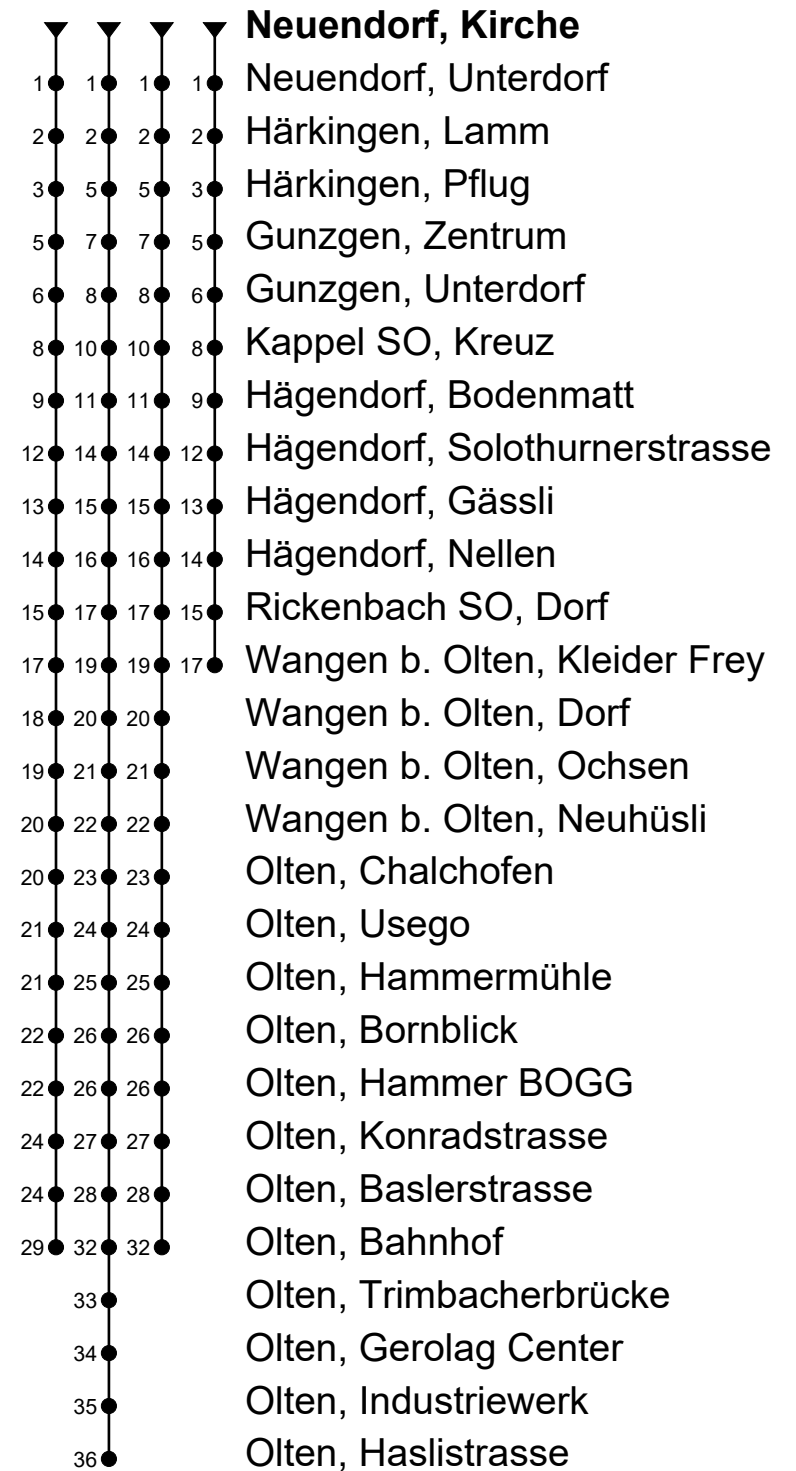 Neuendorf, Kirche
1 1 1 1 Neuendorf, Unterdorf
2 2 2 2 Härkingen, Lamm
3 5 5 3 Härkingen, Pflug
5 7 7 5 Gunzgen, Zentrum
6 8 8 6 Gunzgen, Unterdorf
8 10 10 8 Kappel SO, Kreuz
9 11 11 9 Hägendorf, Bodenmatt
12 14 14 12 Hägendorf, Solothurnerstrasse
13 15 15 13 Hägendorf, Gässli
14 16 16 14 Hägendorf, Nellen
15 17 17 15 Rickenbach SO, Dorf
17 19 19 17 Wangen b. Olten, Kleider Frey
18 20 20 Wangen b. Olten, Dorf
19 21 21 Wangen b. Olten, Ochsen
20 22 22 Wangen b. Olten, Neuhüsli
20 23 23 Olten, Chalchofen
21 24 24 Olten, Usego
21 25 25 Olten, Hammermühle
22 26 26 Olten, Bornblick
22 26 26 Olten, Hammer BOGG
24 27 27 Olten, Konradstrasse
24 28 28 Olten, Baslerstrasse
29 32 32 Olten, Bahnhof
33 Olten, Trimbacherbrücke
34 Olten, Gerolag Center
35 Olten, Industriewerk
36 Olten, Haslistrasse